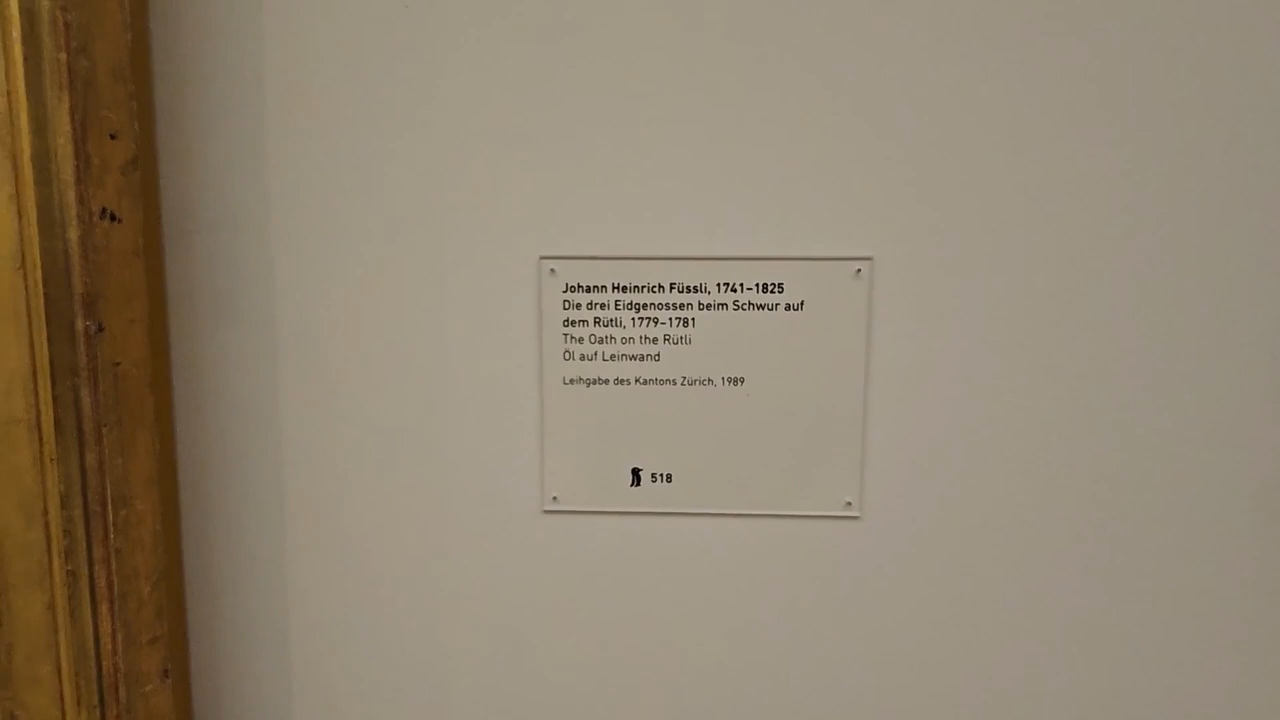 Johann Heinrich Füssli, 1741–1825
Die drei Eidgenossen beim Schwur auf
dem Rütli, 1779–1781
The Oath on the Rütli
Öl auf Leinwand
Leihgabe des Kantons Zürich, 1989
518